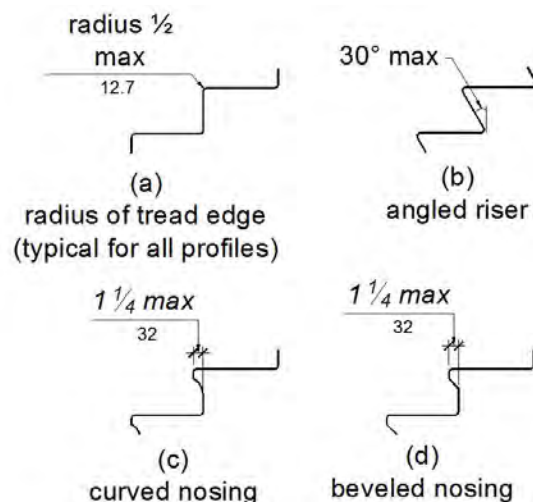 radius ½
max
12.7
(a)
radius of tread edge
(typical for all profiles)
30° max
(b)
angled riser
1 ¼ max
32
(c)
curved nosing
1 ¼ max
32
(d)
beveled nosing